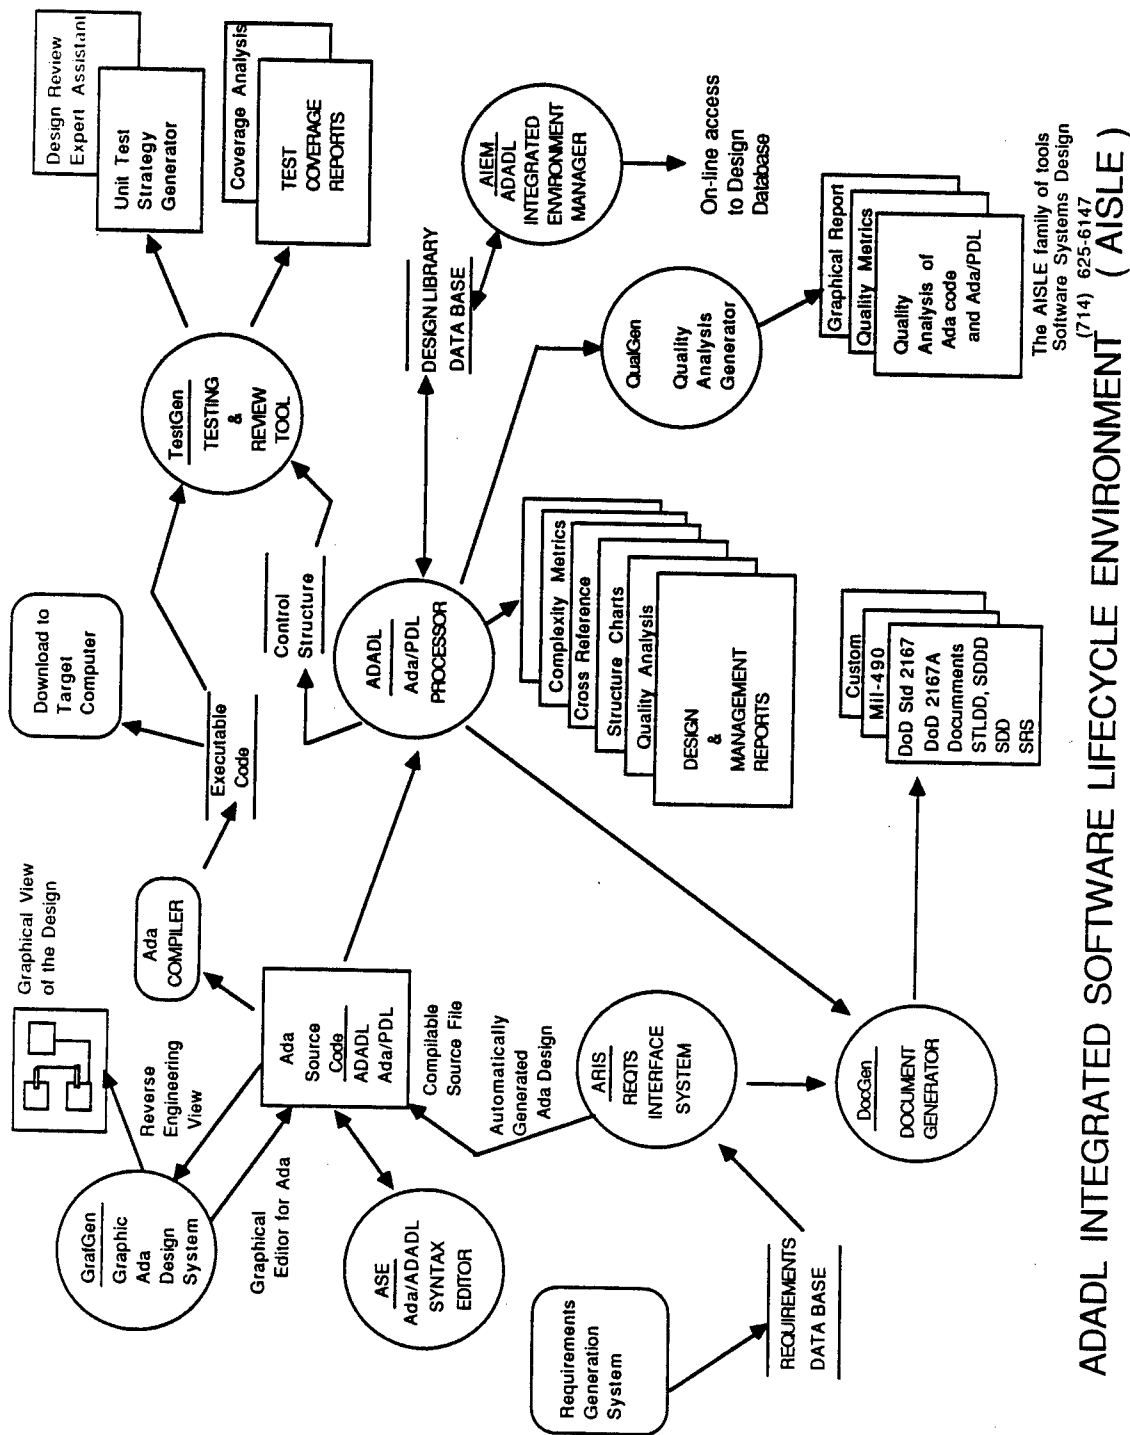 GrafGen
Graphic
Ada
Design
System
Graphical View
of the Design
Reverse
Engineering
View
Graphical
Editor for Ada
Ada
COMPILER
Executable
Code
Download to
Target
Computer
TestGen
TESTING
&
REVIEW
TOOL
Design Review
Expert Assistant
Unit Test
Strategy
Generator
Coverage Analysis
TEST
COVERAGE
REPORTS
Control
Structure
Ada
Source
Code
ADADL
Ada/PDL
ASE
Ada/ADADL
SYNTAX
EDITOR
Compilable
Source File
Automatically
Generated
Ada Design
ADADL
Ada/PDL
PROCESSOR
DESIGN LIBRARY
DATA BASE
AIEM
ADADL
INTEGRATED
ENVIRONMENT
MANAGER
On-line access
to Design
Database
Requirements
Generation
System
REQUIREMENTS
DATA BASE
ARIS
REQTS
INTERFACE
SYSTEM
Complexity Metrics
Cross Reference
Structure Charts
Quality Analysis
DESIGN
&
MANAGEMENT
REPORTS
QualGen
Quality
Analysis
Generator
Graphical Report
Quality Metrics
Quality
Analysis of
Ada code
and Ada/PDL
DocGen
DOCUMENT
GENERATOR
Custom
Mil-490
DoD Std 2167
DoD 2167A
Documments
STLDD, SDDD
SDD
SRS
The AISLE family of tools
Software Systems Design
(714) 625-6147
ADADL INTEGRATED SOFTWARE LIFECYCLE ENVIRONMENT ( AISLE )